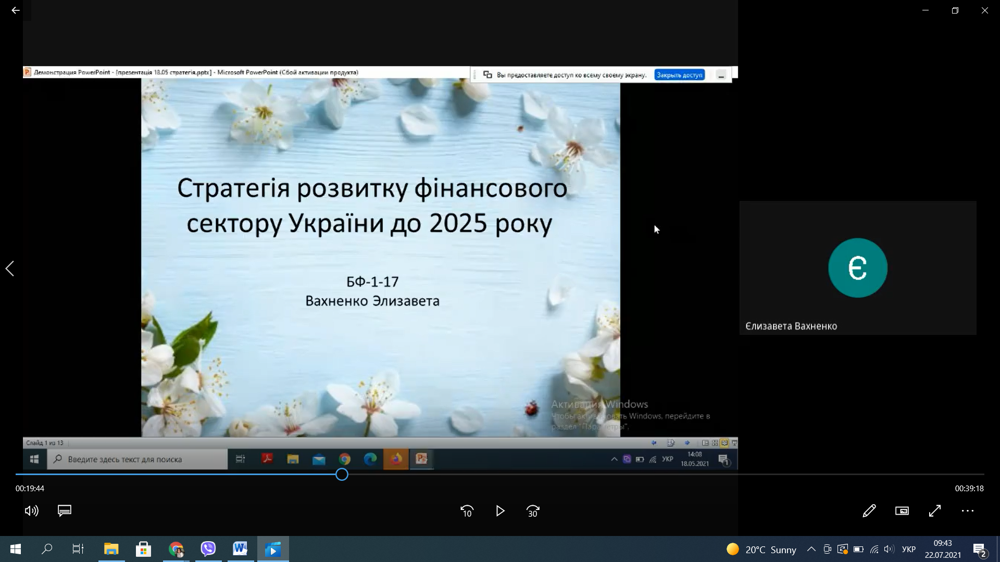 Демонстрация PowerPoint - [презентація 18.05 стратегія.pptx] - Microsoft PowerPoint (Сбой активации продукта)
Вы предоставляете доступ ко всему своему экрану.
Закрыть доступ
Стратегія розвитку фінансового
сектору України до 2025 року
БФ-1-17
Вахненко Элизавета
Є
Єлизавета Вахненко
Активация Windows
Чтобы активировать Windows, перейдите в
раздел "Параметры".
Слайд 1 из 13
Введите здесь текст для поиска
УКР
14:08
18.05.2021
1
00:19:44
00:39:18
10
30
20°C Sunny
УКР
09:43
22.07.2021
2